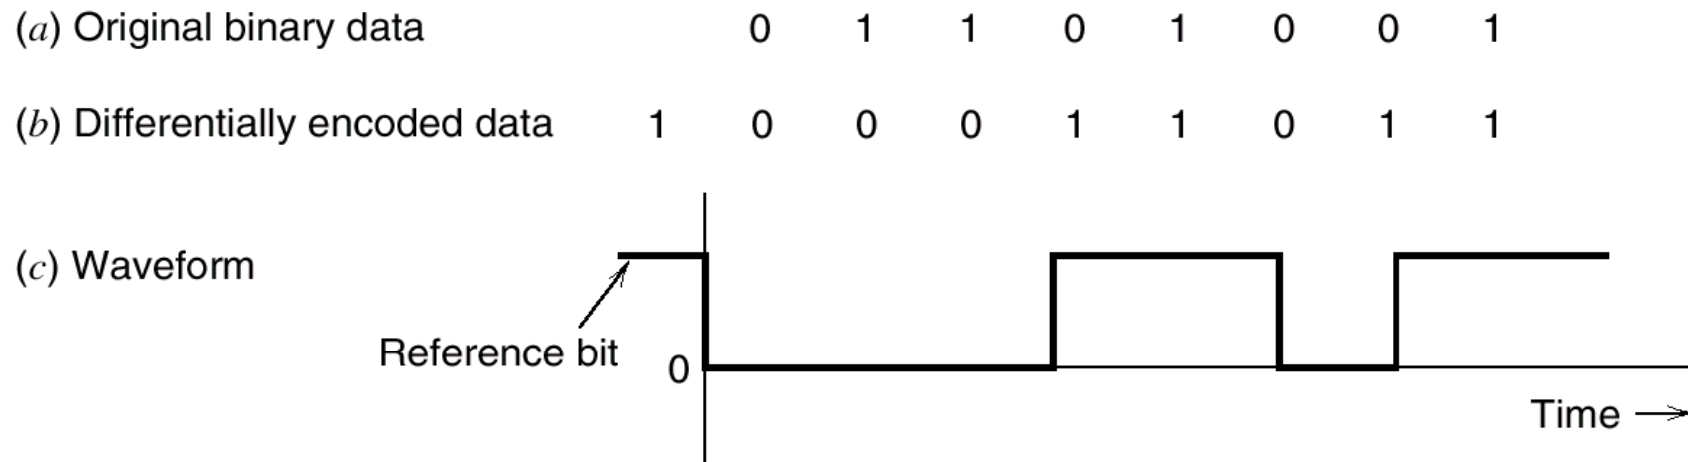 (a) Original binary data 0 1 1 0 1 0 0 1
(b) Differentially encoded data 1 0 0 0 1 1 0 1 1
(c) Waveform
Reference bit
0
Time